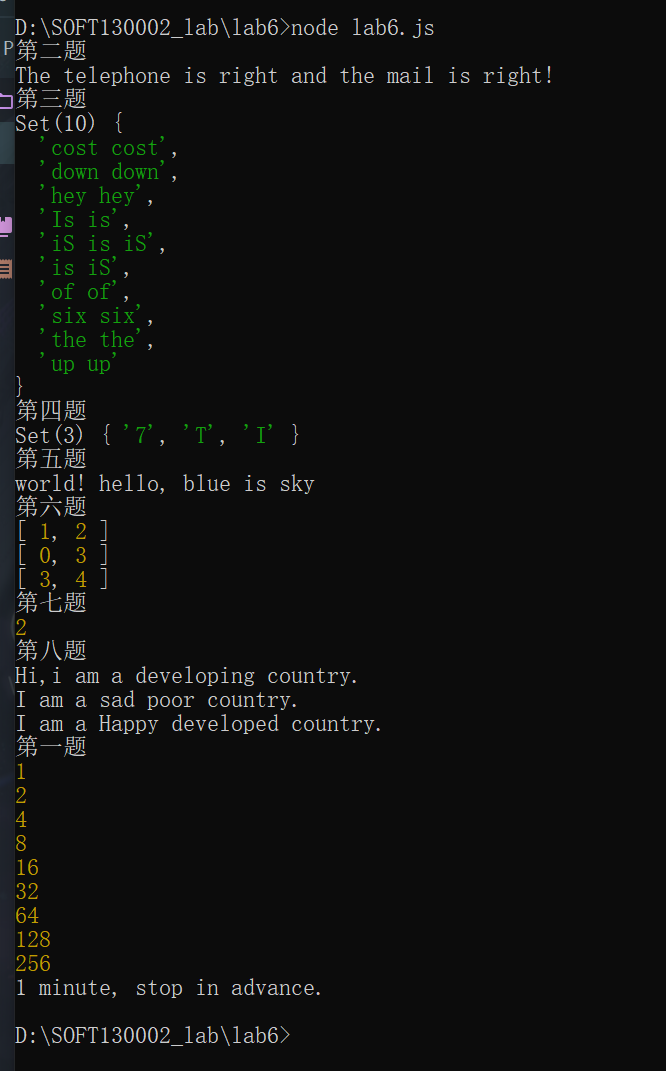 D:\SOFT130002_lab\lab6>node lab6.js
第二题
The telephone is right and the mail is right!
第三题
Set(10) {
  'cost cost',
  'down down',
  'hey hey',
  'Is is',
  'iS is iS',
  'is iS',
  'of of',
  'six six',
  'the the',
  'up up'
}
第四题
Set(3) { '7', 'T', 'I' }
第五题
world! hello, blue is sky
第六题
[ 1, 2 ]
[ 0, 3 ]
[ 3, 4 ]
第七题
2
第八题
Hi,i am a developing country.
I am a sad poor country.
I am a Happy developed country.
第一题
1
2
4
8
16
32
64
128
256
1 minute, stop in advance.
D:\SOFT130002_lab\lab6>
P